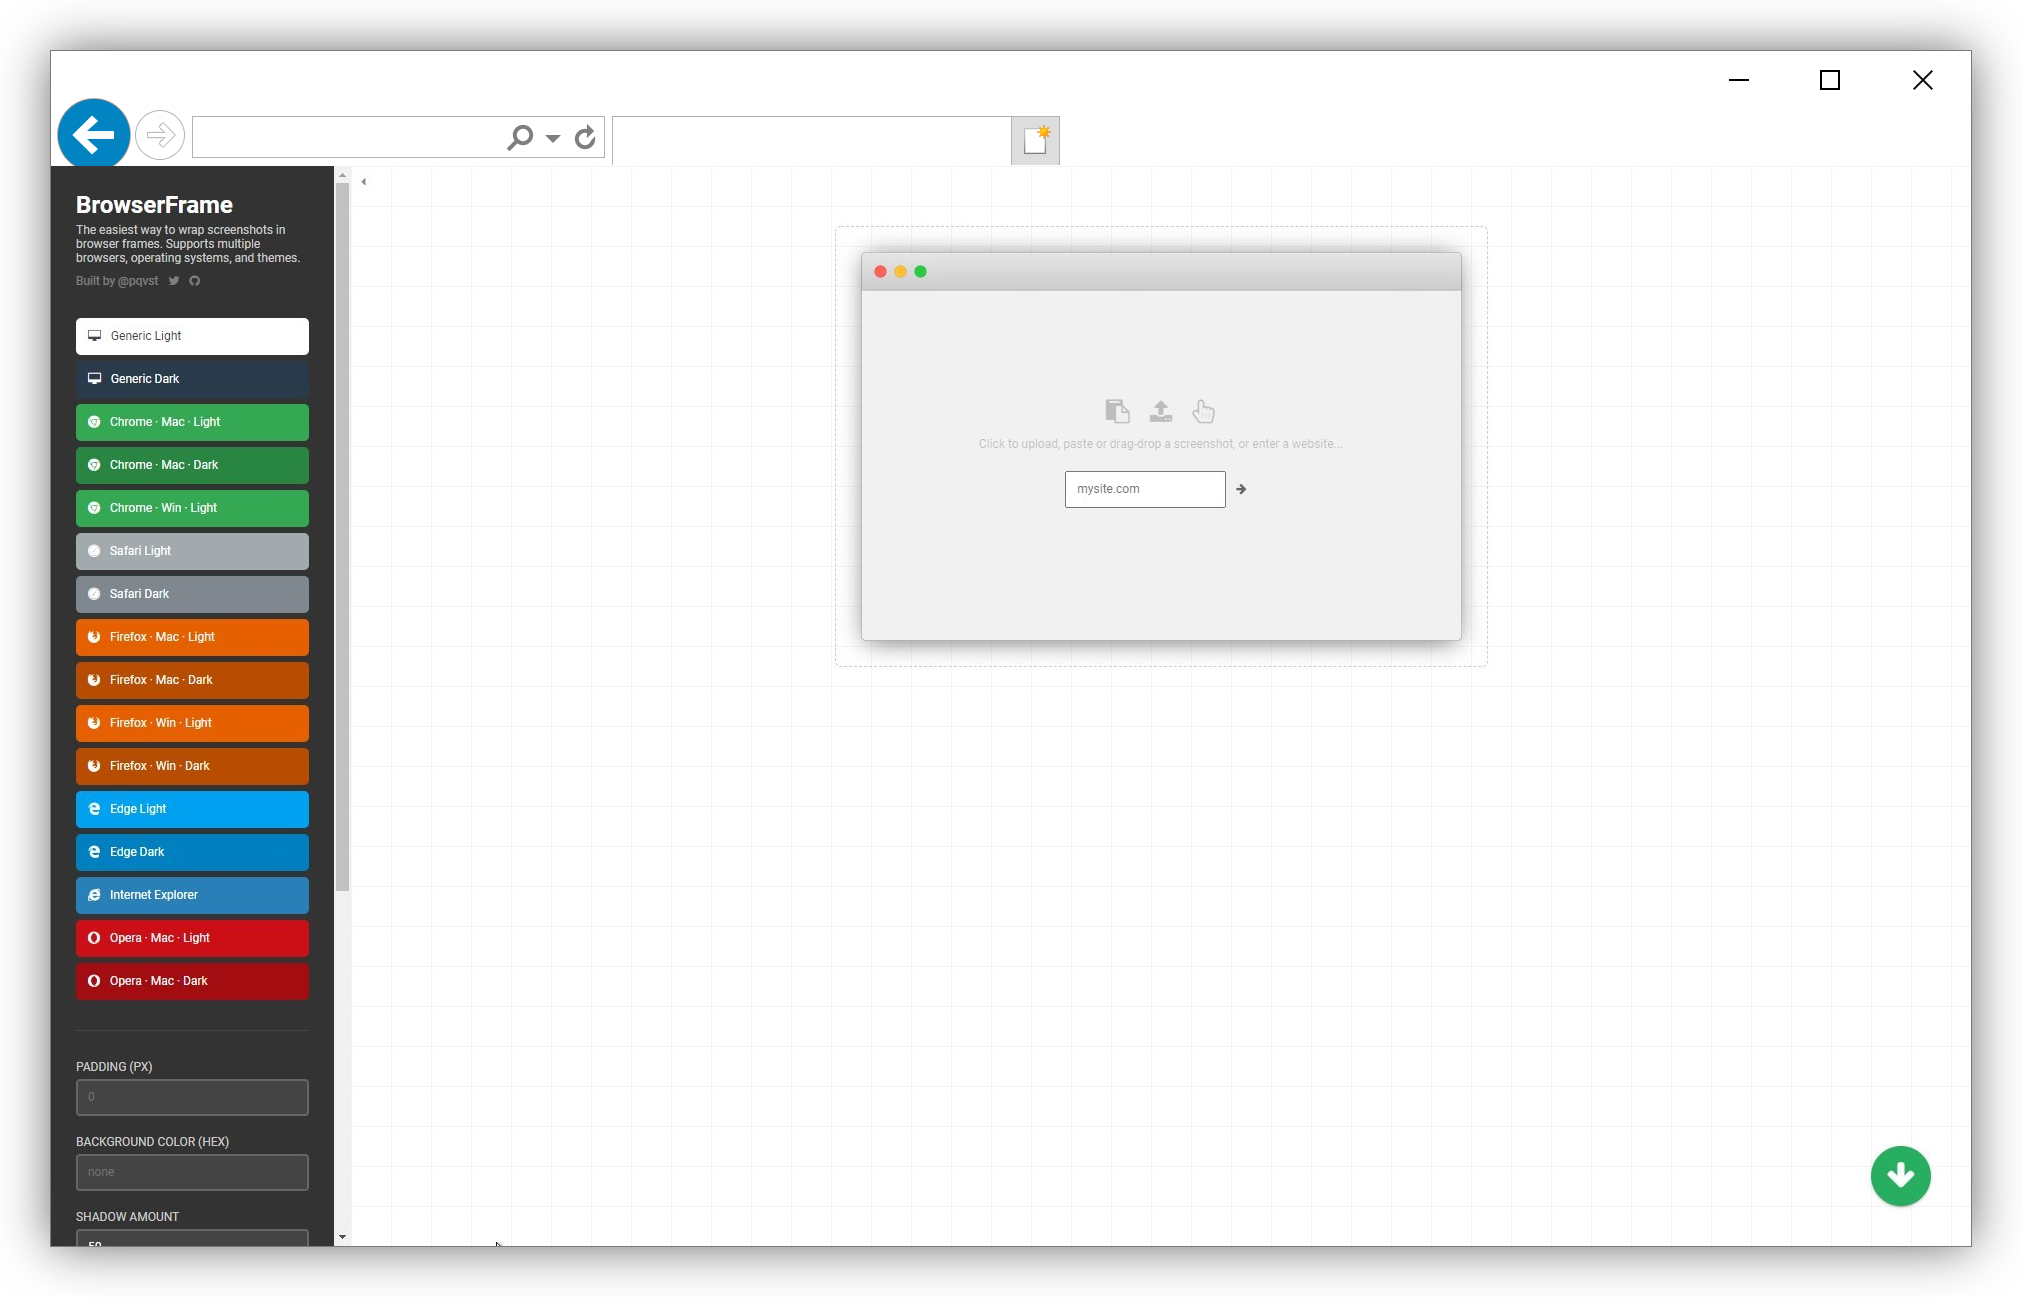 BrowserFrame
The easiest way to wrap screenshots in
browser frames. Supports multiple
browsers, operating systems, and themes.
Built by @pqvst
Generic Light
Generic Dark
Chrome · Mac · Light
Chrome · Mac · Dark
Chrome · Win · Light
Safari Light
Safari Dark
Firefox · Mac · Light
Firefox · Mac · Dark
Firefox · Win · Light
Firefox · Win · Dark
Edge Light
Edge Dark
Internet Explorer
Opera · Mac · Light
Opera · Mac · Dark
PADDING (PX)
0
BACKGROUND COLOR (HEX)
none
SHADOW AMOUNT
50
Click to upload, paste or drag-drop a screenshot, or enter a website...
mysite.com